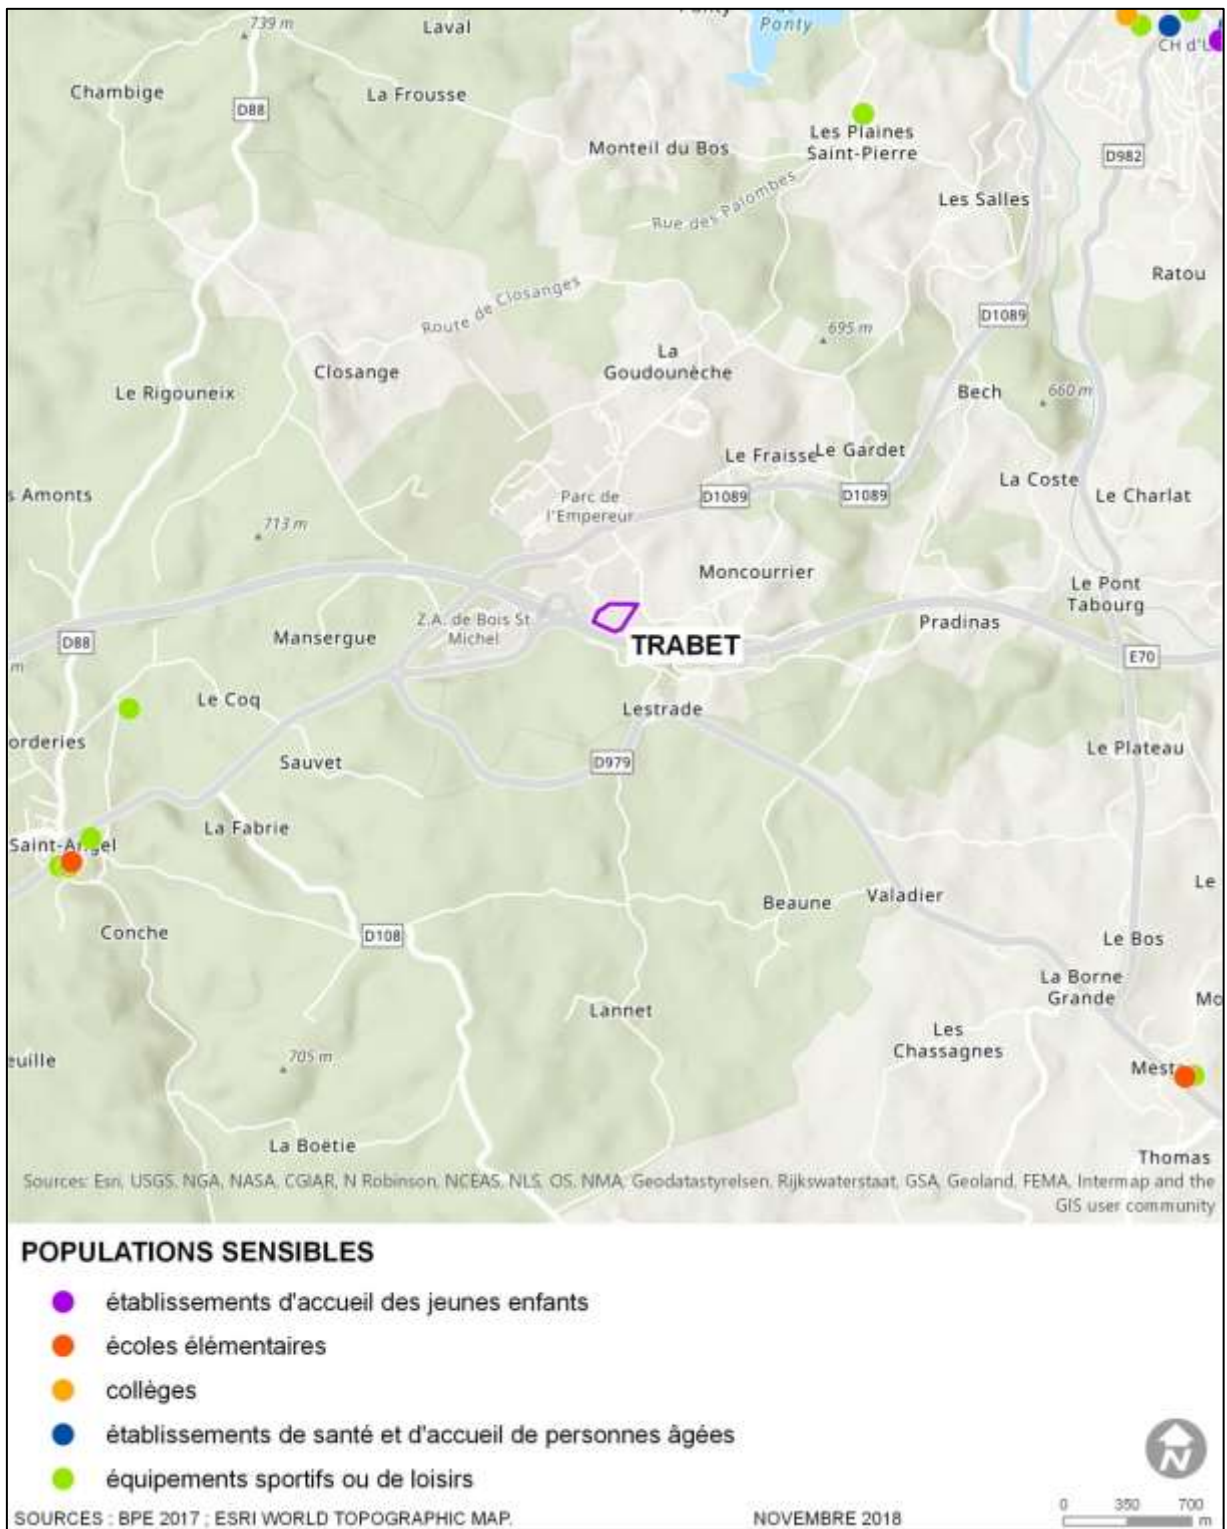 739 m
Laval
Ponty
CH d'L
Chambige
La Frousse
D88
Les Plaines
Saint-Pierre
Monteil du Bos
D982
Rue des Palombes
Les Salles
Ratou
Route de Closanges
D1089
695 m
La
Goudounèche
Closange
Le Rigouneix
Bech
660 m
Le Fraisse
Le Gardet
La Coste
s Amonts
Parc de
l'Empereur
D1089
D1089
Le Charlat
713 m
Moncourrier
Le Pont
Tabourg
Z.A. de Bois St
Michel
Pradinas
D88
Mansergue
TRABET
E70
m
Le Coq
Lestrade
orderies
Sauvet
D979
Le Plateau
La Fabrie
Saint-Angel
Le
Beaune
Valadier
Conche
D108
Le Bos
La Borne
Grande
Mo
Lannet
Les
Chassagnes
euille
705 m
Mest
La Boëtie
Thomas
Sources: Esri, USGS, NGA, NASA, CGIAR, N Robinson, NCEAS, NLS, OS, NMA, Geodatastyrelsen, Rijkswaterstaat, GSA, Geoland, FEMA, Intermap and the
GIS user community
POPULATIONS SENSIBLES
établissements d'accueil des jeunes enfants
écoles élémentaires
collèges
établissements de santé et d'accueil de personnes âgées
équipements sportifs ou de loisirs
N
0 350 700
m
SOURCES : BPE 2017 ; ESRI WORLD TOPOGRAPHIC MAP.
NOVEMBRE 2018